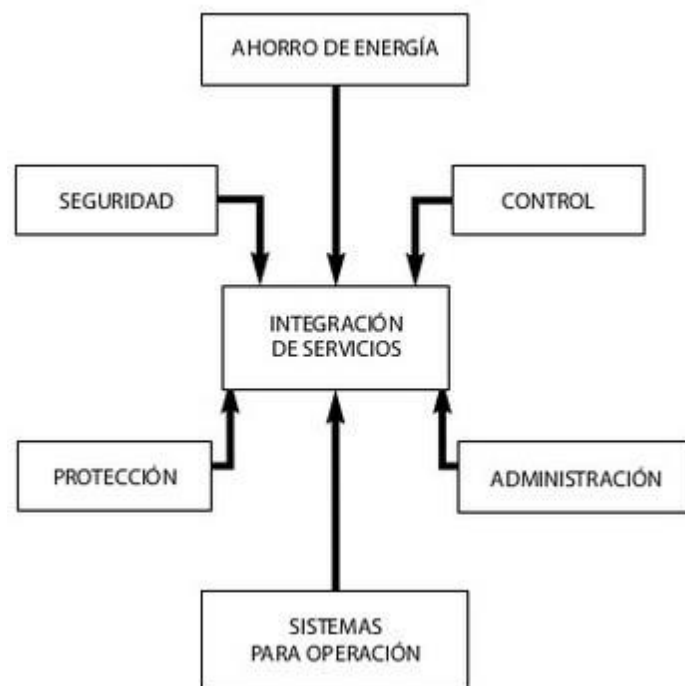 AHORRO DE ENERGÍA
SEGURIDAD
CONTROL
INTEGRACIÓN
DE SERVICIOS
PROTECCIÓN
ADMINISTRACIÓN
SISTEMAS
PARA OPERACIÓN